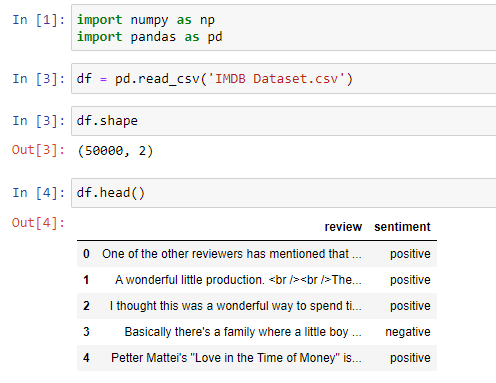 In [1]: import numpy as np
import pandas as pd
In [3]: df = pd.read_csv('IMDB Dataset.csv')
In [3]: df.shape
Out[3]: (50000, 2)
In [4]: df.head()
Out[4]:
review sentiment
0 One of the other reviewers has mentioned that ... positive
1 A wonderful little production. <br /><br />The... positive
2 I thought this was a wonderful way to spend ti... positive
3 Basically there's a family where a little boy ... negative
4 Petter Mattei's "Love in the Time of Money" is... positive